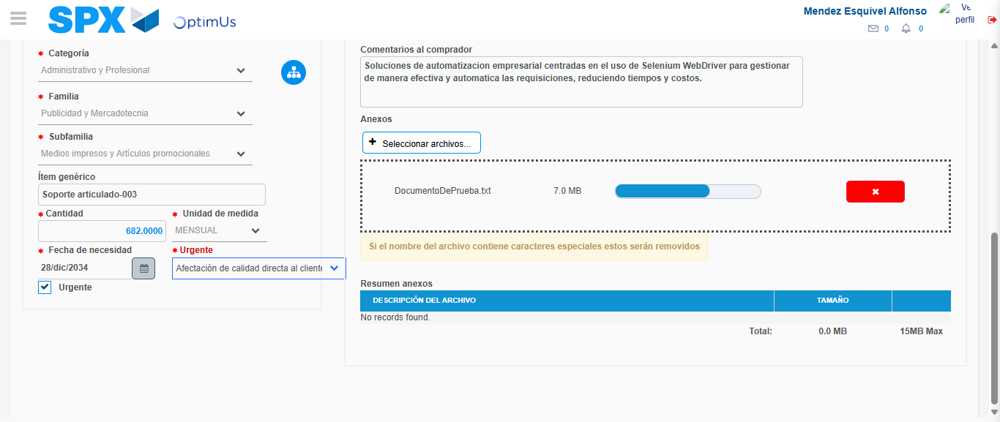 SPX
OptimUs
Mendez Esquivel Alfonso
Ve
perfil
0
0
* Categoría
Administrativo y Profesional
* Familia
Publicidad y Mercadotecnia
* Subfamilia
Medios impresos y Artículos promocionales
Ítem genérico
Soporte articulado-003
* Cantidad
* Unidad de medida
682.0000
MENSUAL
* Fecha de necesidad
* Urgente
28/dic/2034
Afectación de calidad directa al cliente
Urgente
Comentarios al comprador
Soluciones de automatizacion empresarial centradas en el uso de Selenium WebDriver para gestionar
de manera efectiva y automatica las requisiciones, reduciendo tiempos y costos.
Anexos
+ Seleccionar archivos...
DocumentoDePrueba.txt
7.0 MB
Si el nombre del archivo contiene caracteres especiales estos serán removidos
Resumen anexos
DESCRIPCIÓN DEL ARCHIVO
TAMAÑO
No records found.
Total:
0.0 MB
15MB Max